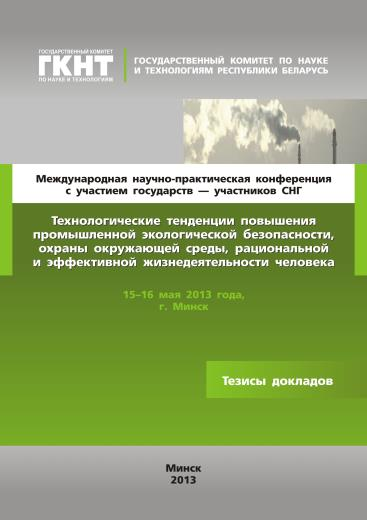 ГОСУДАРСТВЕННЫЙ КОМИТЕТ
ГКНТ
ПО НАУКЕ И ТЕХНОЛОГИЯМ
ГОСУДАРСТВЕННЫЙ КОМИТЕТ ПО НАУКЕ
И ТЕХНОЛОГИЯМ РЕСПУБЛИКИ БЕЛАРУСЬ
Международная научно-практическая конференция
с участием государств — участников СНГ
Технологические тенденции повышения
промышленной экологической безопасности,
охраны окружающей среды, рациональной
и эффективной жизнедеятельности человека
15–16 мая 2013 года,
г. Минск
Тезисы докладов
Минск
2013